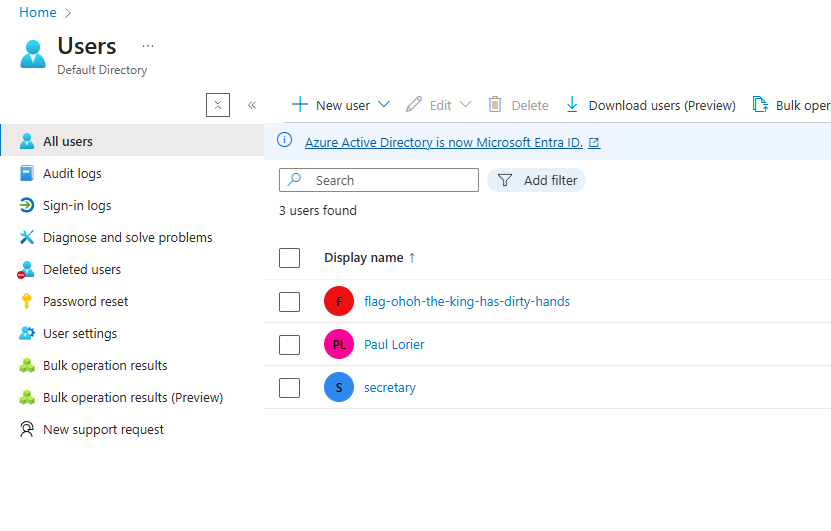 Home
Users
Default Directory
New user
Edit
Delete
Download users (Preview)
Bulk oper
All users
Audit logs
Sign-in logs
Diagnose and solve problems
Deleted users
Password reset
User settings
Bulk operation results
Bulk operation results (Preview)
New support request
Azure Active Directory is now Microsoft Entra ID.
Search
Add filter
3 users found
Display name ↑
F flag-ohoh-the-king-has-dirty-hands
PL Paul Lorier
S secretary